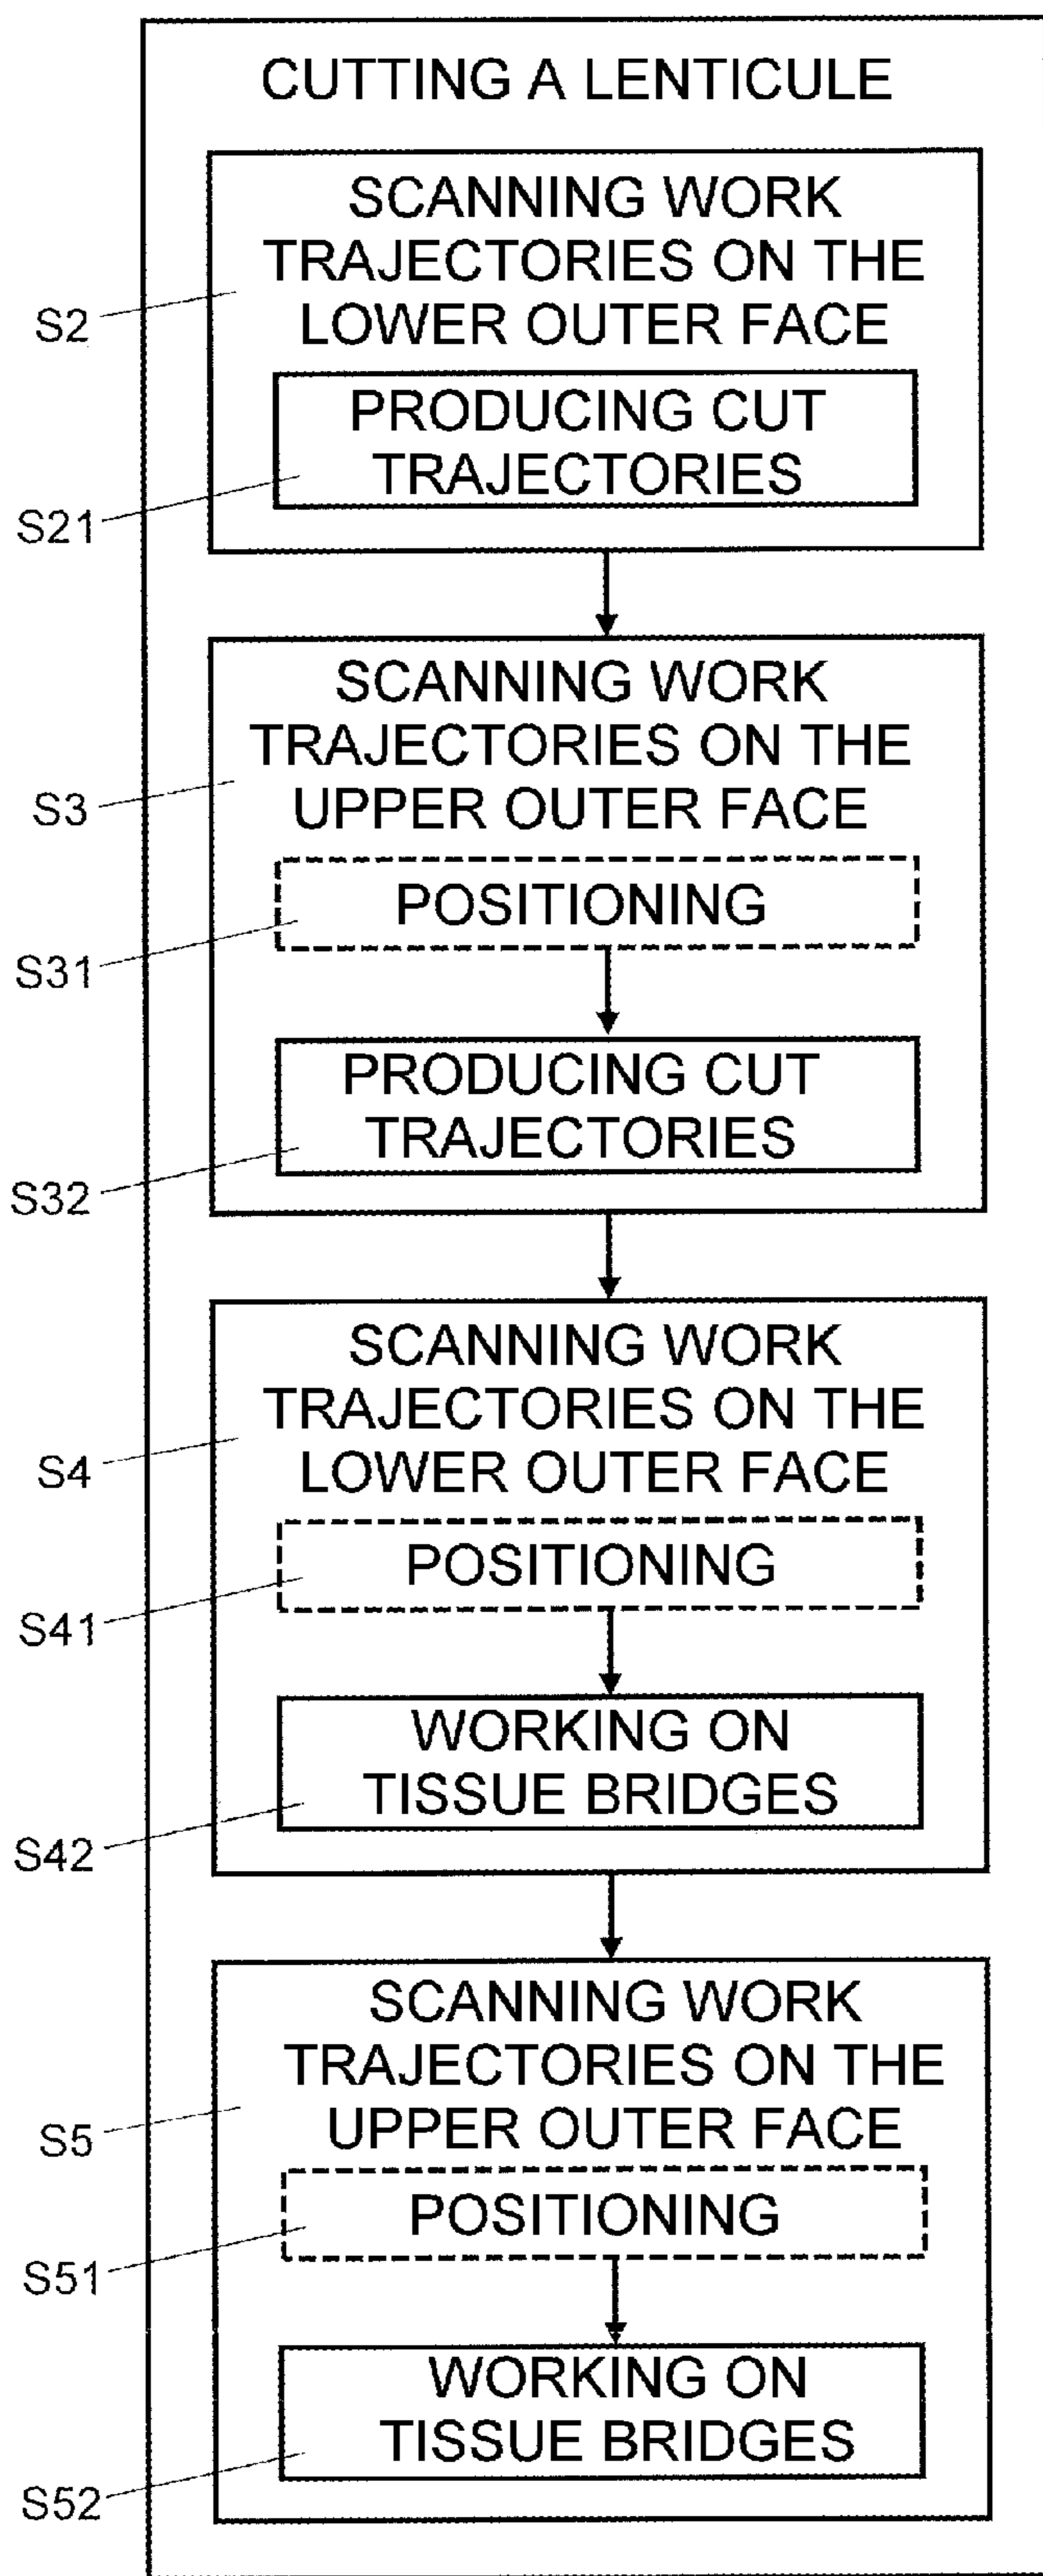 CUTTING A LENTICULE
SCANNING WORK
TRAJECTORIES ON THE
LOWER OUTER FACE
S2
PRODUCING CUT
TRAJECTORIES
S21
SCANNING WORK
TRAJECTORIES ON THE
UPPER OUTER FACE
S3
POSITIONING
S31
PRODUCING CUT
TRAJECTORIES
S32
SCANNING WORK
TRAJECTORIES ON THE
LOWER OUTER FACE
S4
POSITIONING
S41
WORKING ON
TISSUE BRIDGES
S42
SCANNING WORK
TRAJECTORIES ON THE
UPPER OUTER FACE
S5
POSITIONING
S51
WORKING ON
TISSUE BRIDGES
S52